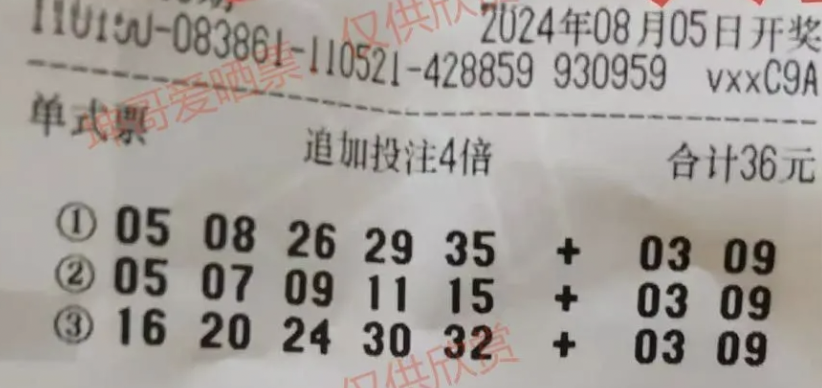 2024年08月05日开奖
-083861-110521-428859 930959 vxxC9A
仅供欣赏
坤哥爱晒票
单式票 追加投注4倍 合计36元
① 05 08 26 29 35 + 03 09
② 05 07 09 11 15 + 03 09
③ 16 20 24 30 32 + 03 09
仅供欣赏